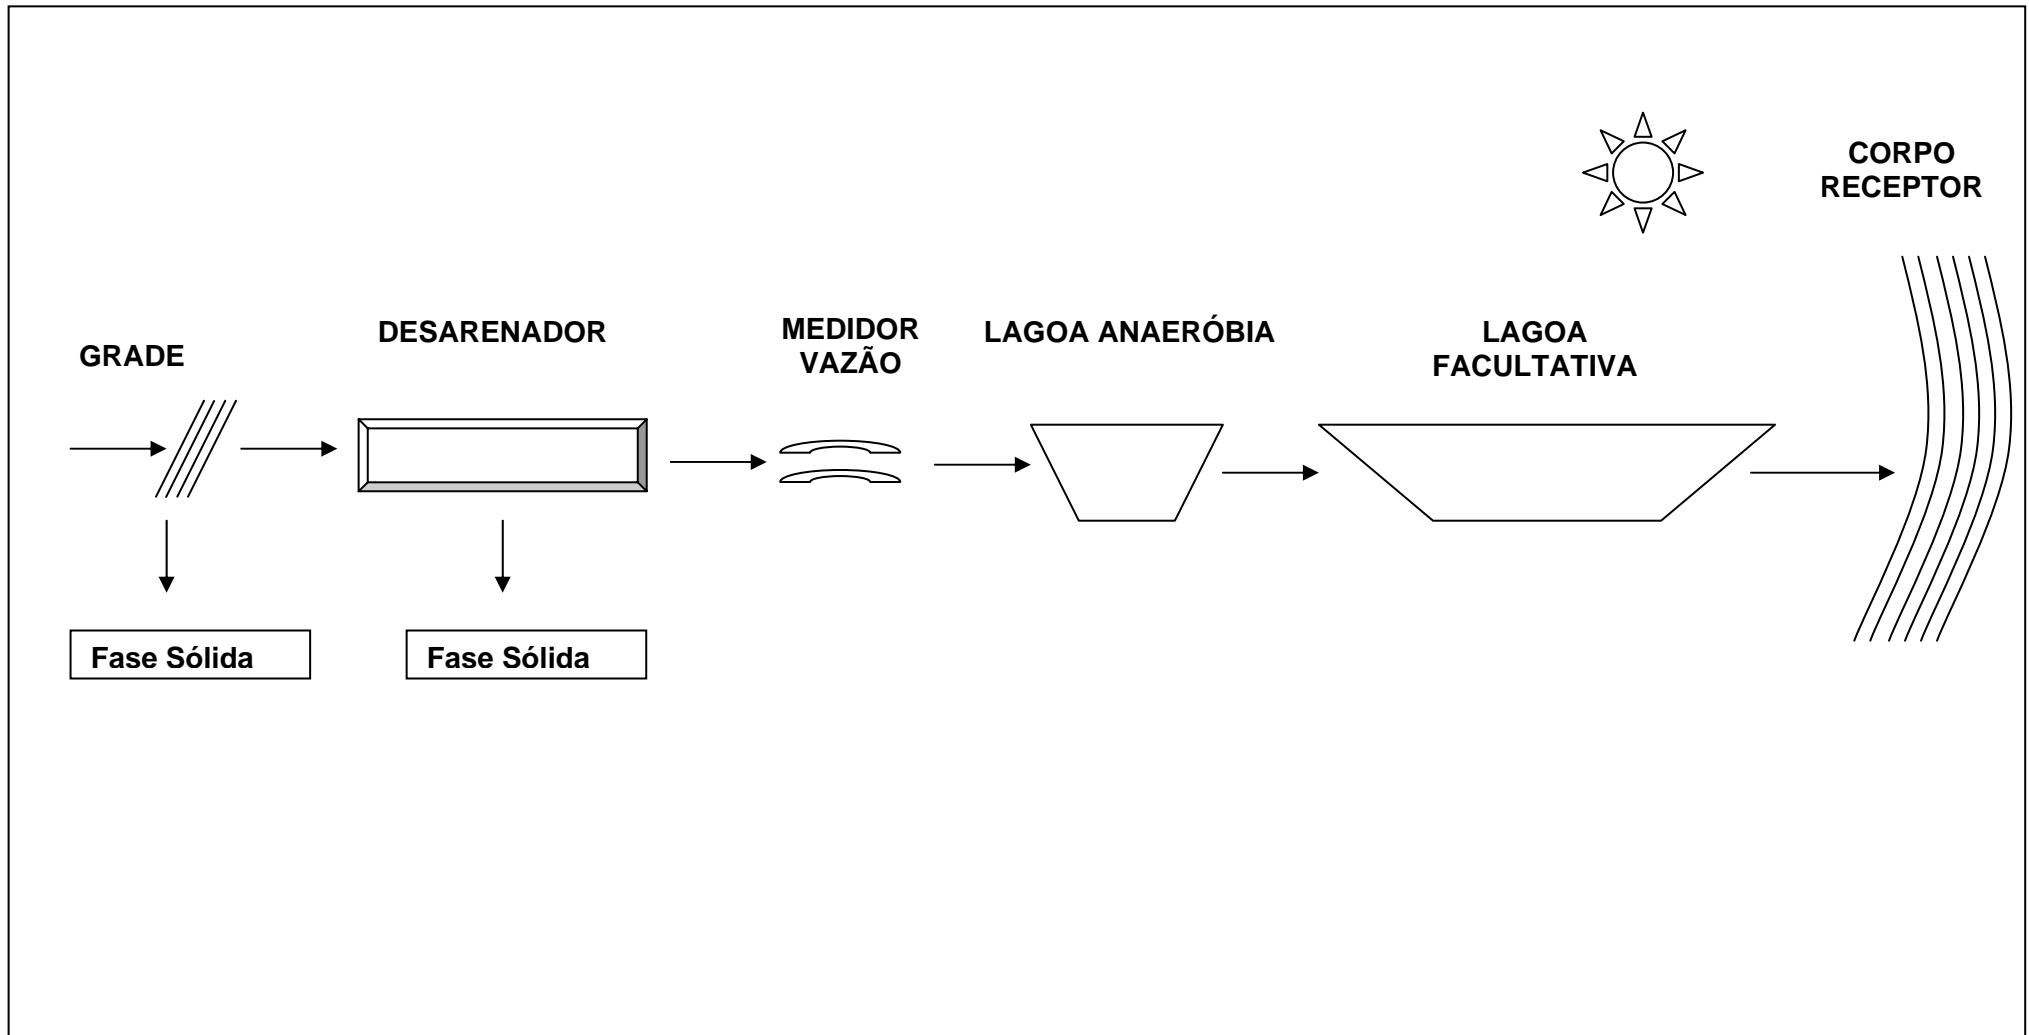 GRADE
DESARENADOR
MEDIDOR
VAZÃO
LAGOA ANAERÓBIA
LAGOA
FACULTATIVA
CORPO
RECEPTOR
Fase Sólida
Fase Sólida